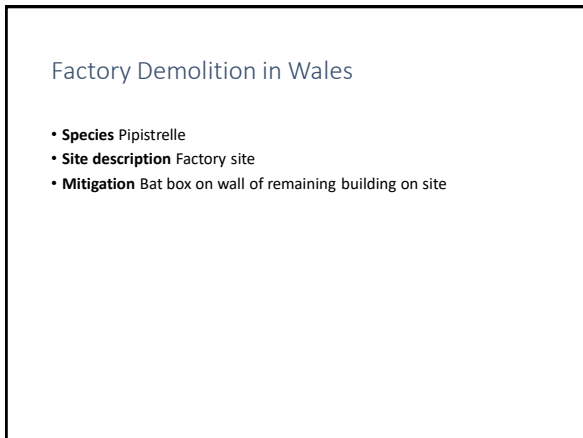 Factory Demolition in Wales
• Species Pipistrelle
• Site description Factory site
• Mitigation Bat box on wall of remaining building on site